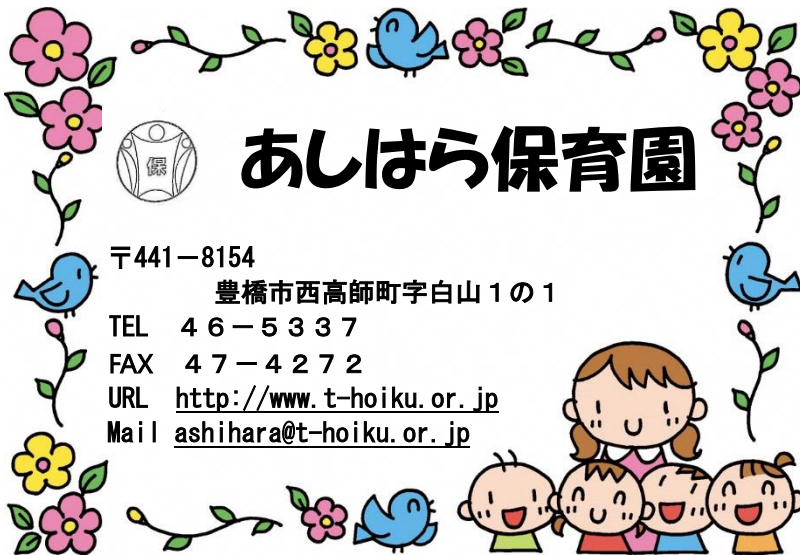 保
あしはら保育園
〒441－8154
豊橋市西高師町字白山１の１
TEL　４６－５３３７
FAX　４７－４２７２
URL　http://www.t-hoiku.or.jp
Mail ashihara@t-hoiku.or.jp